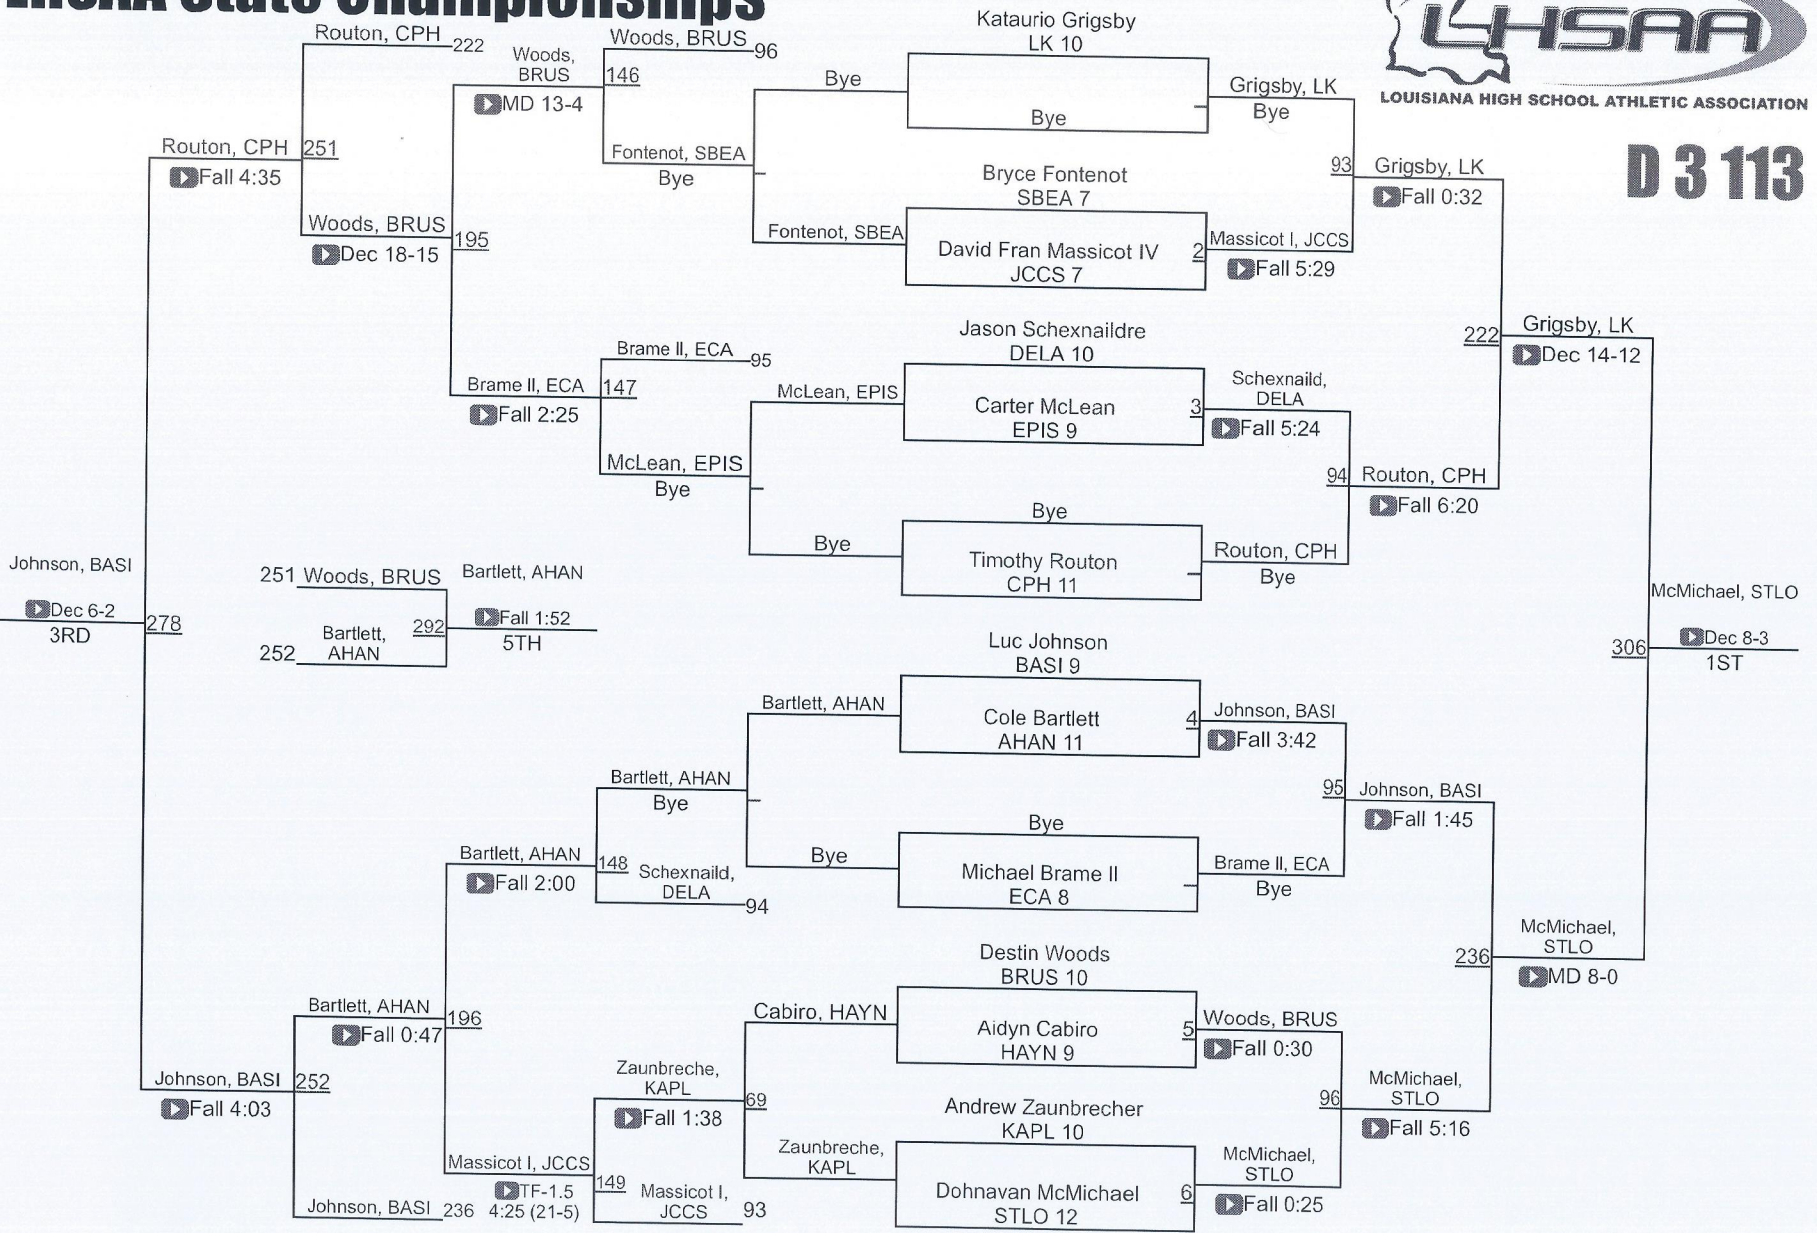 LHSAA State Championships
LHSAA
LOUISIANA HIGH SCHOOL ATHLETIC ASSOCIATION
D 3 113
Kataurio Grigsby
LK 10
Bye
Grigsby, LK
Bye
Bryce Fontenot
SBEA 7
David Fran Massicot IV
JCCS 7
2
Massicot I, JCCS
Fall 5:29
93
Grigsby, LK
Fall 0:32
Jason Schexnaildre
DELA 10
Carter McLean
EPIS 9
3
Schexnaild,
DELA
Fall 5:24
Bye
Timothy Routon
CPH 11
Routon, CPH
Bye
94
Routon, CPH
Fall 6:20
222
Grigsby, LK
Dec 14-12
Luc Johnson
BASI 9
Cole Bartlett
AHAN 11
4
Johnson, BASI
Fall 3:42
Bye
Michael Brame II
ECA 8
Brame II, ECA
Bye
95
Johnson, BASI
Fall 1:45
Destin Woods
BRUS 10
Aidyn Cabiro
HAYN 9
5
Woods, BRUS
Fall 0:30
Andrew Zaunbrecher
KAPL 10
Dohnavan McMichael
STLO 12
6
McMichael,
STLO
Fall 0:25
96
McMichael,
STLO
Fall 5:16
236
McMichael,
STLO
MD 8-0
306
McMichael, STLO
Dec 8-3
1ST
Bye
Fontenot, SBEA
Woods, BRUS
96
Fontenot, SBEA
Bye
146
Woods,
BRUS
MD 13-4
McLean, EPIS
Bye
Brame II, ECA
95
McLean, EPIS
Bye
147
Brame II, ECA
Fall 2:25
195
Routon, CPH
222
Woods, BRUS
Dec 18-15
251
Routon, CPH
Fall 4:35
Bartlett, AHAN
Bye
Bartlett, AHAN
Bye
Schexnaild,
DELA
94
148
Bartlett, AHAN
Fall 2:00
Cabiro, HAYN
Zaunbreche,
KAPL
69
Zaunbreche,
KAPL
Fall 1:38
Massicot I,
JCCS
93
149
Massicot I, JCCS
TF-1.5
4:25 (21-5)
196
Bartlett, AHAN
Fall 0:47
Johnson, BASI
236
252
Johnson, BASI
Fall 4:03
278
Johnson, BASI
Dec 6-2
3RD
251
Woods, BRUS
252
Bartlett,
AHAN
292
Bartlett, AHAN
Fall 1:52
5TH